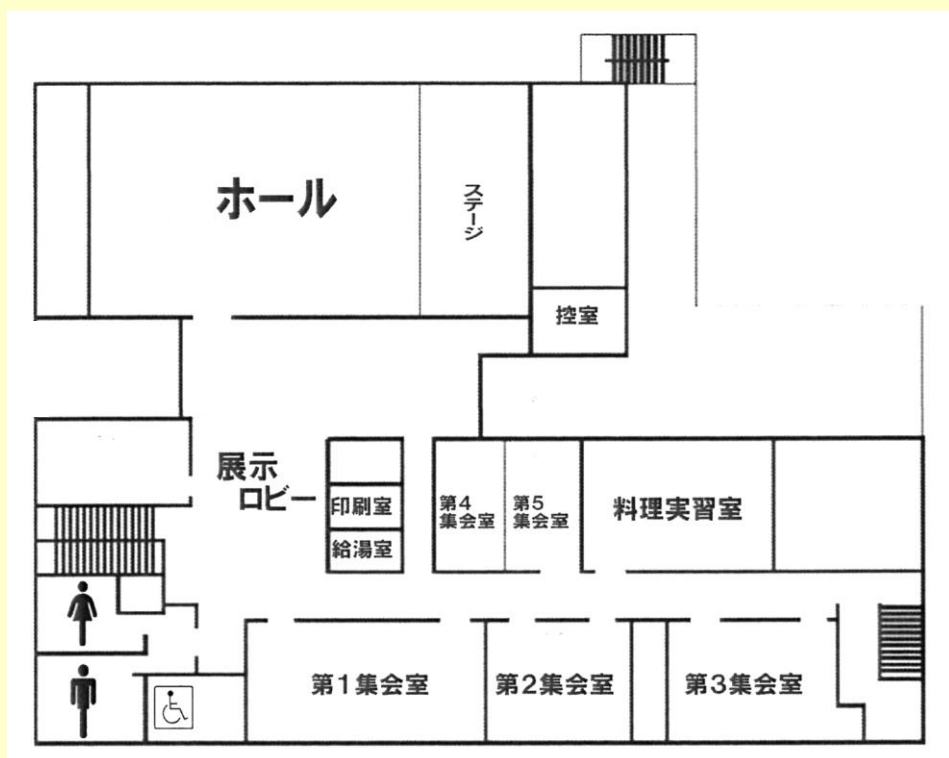 ホール
ステージ
控室
展示
ロビー
印刷室
給湯室
第4
集会室
第5
集会室
料理実習室
第1集会室
第2集会室
第3集会室